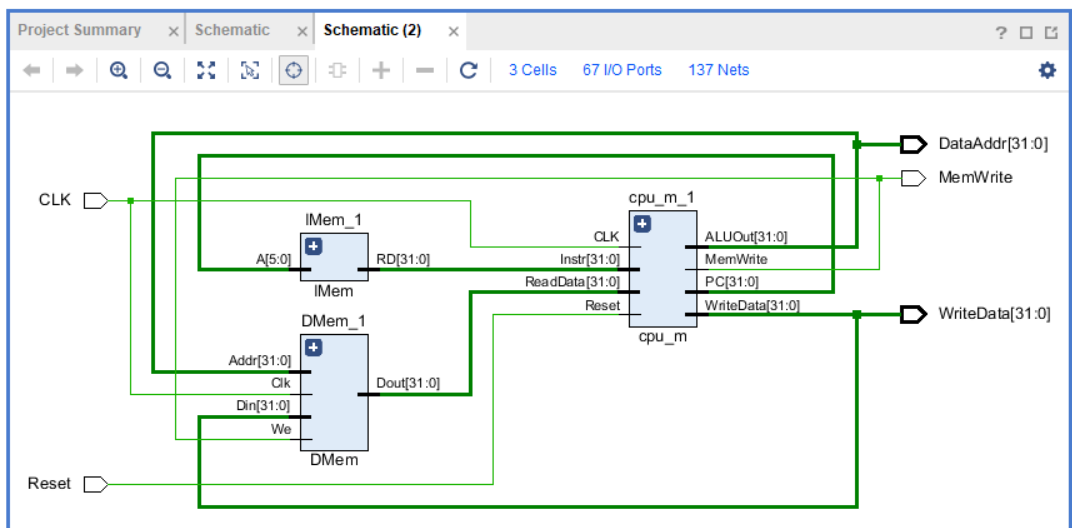 Project Summary × Schematic × Schematic (2) × ? 
3 Cells 67 I/O Ports 137 Nets
DataAddr[31:0]
MemWrite
CLK
cpu_m_1
IMem_1
CLK
ALUOut[31:0]
A[5:0]
RD[31:0]
Instr[31:0]
MemWrite
ReadData[31:0]
PC[31:0]
IMem
Reset
WriteData[31:0]
WriteData[31:0]
DMem_1
cpu_m
Addr[31:0]
Clk
Dout[31:0]
Din[31:0]
We
DMem
Reset